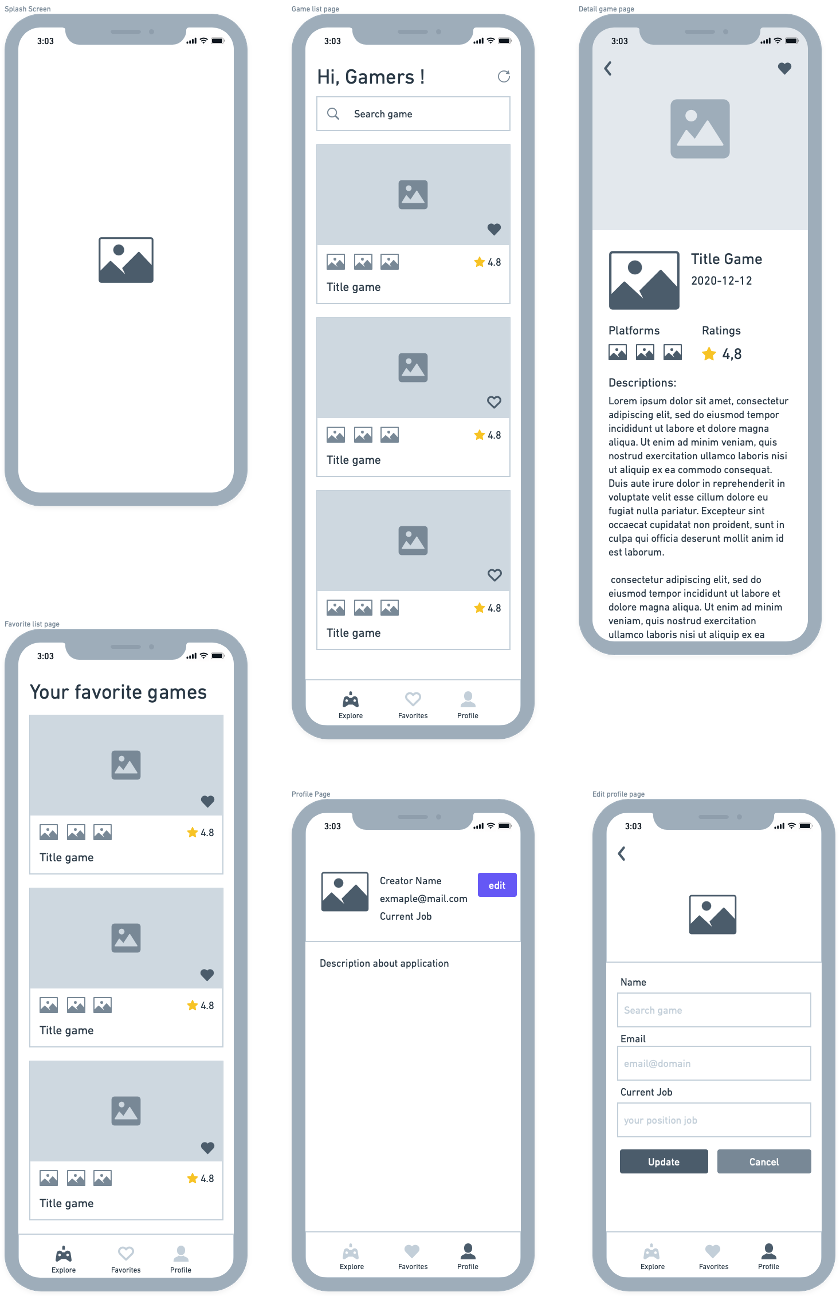 Splash Screen
3:03
Game list page
3:03
Hi, Gamers !
Search game
4.8
Title game
4.8
Title game
4.8
Title game
Explore
Favorites
Profile
Detail game page
3:03
Title Game
2020-12-12
Platforms
Ratings
4,8
Descriptions:
Lorem ipsum dolor sit amet, consectetur
adipiscing elit, sed do eiusmod tempor
incididunt ut labore et dolore magna
aliqua. Ut enim ad minim veniam, quis
nostrud exercitation ullamco laboris nisi
ut aliquip ex ea commodo consequat.
Duis aute irure dolor in reprehenderit in
voluptate velit esse cillum dolore eu
fugiat nulla pariatur. Excepteur sint
occaecat cupidatat non proident, sunt in
culpa qui officia deserunt mollit anim id
est laborum.
consectetur adipiscing elit, sed do
eiusmod tempor incididunt ut labore et
dolore magna aliqua. Ut enim ad minim
veniam, quis nostrud exercitation
ullamco laboris nisi ut aliquip ex ea
Favorite list page
3:03
Your favorite games
4.8
Title game
4.8
Title game
4.8
Title game
Explore
Favorites
Profile
Profile Page
3:03
Creator Name
exmaple@mail.com
Current Job
edit
Description about application
Explore
Favorites
Profile
Edit profile page
3:03
Name
Search game
Email
email@domain
Current Job
your position job
Update
Cancel
Explore
Favorites
Profile